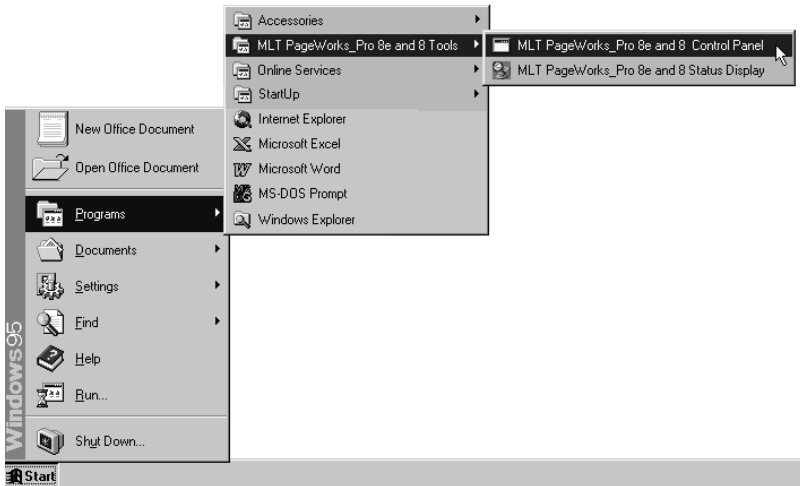 Accessories
MLT PageWorks_Pro 8e and 8 Tools
MLT PageWorks_Pro 8e and 8 Control Panel
MLT PageWorks_Pro 8e and 8 Status Display
Online Services
StartUp
Internet Explorer
Microsoft Excel
Microsoft Word
MS-DOS Prompt
Windows Explorer
New Office Document
Open Office Document
Programs
Documents
Settings
Find
Help
Run...
Shut Down...
Windows95
Start